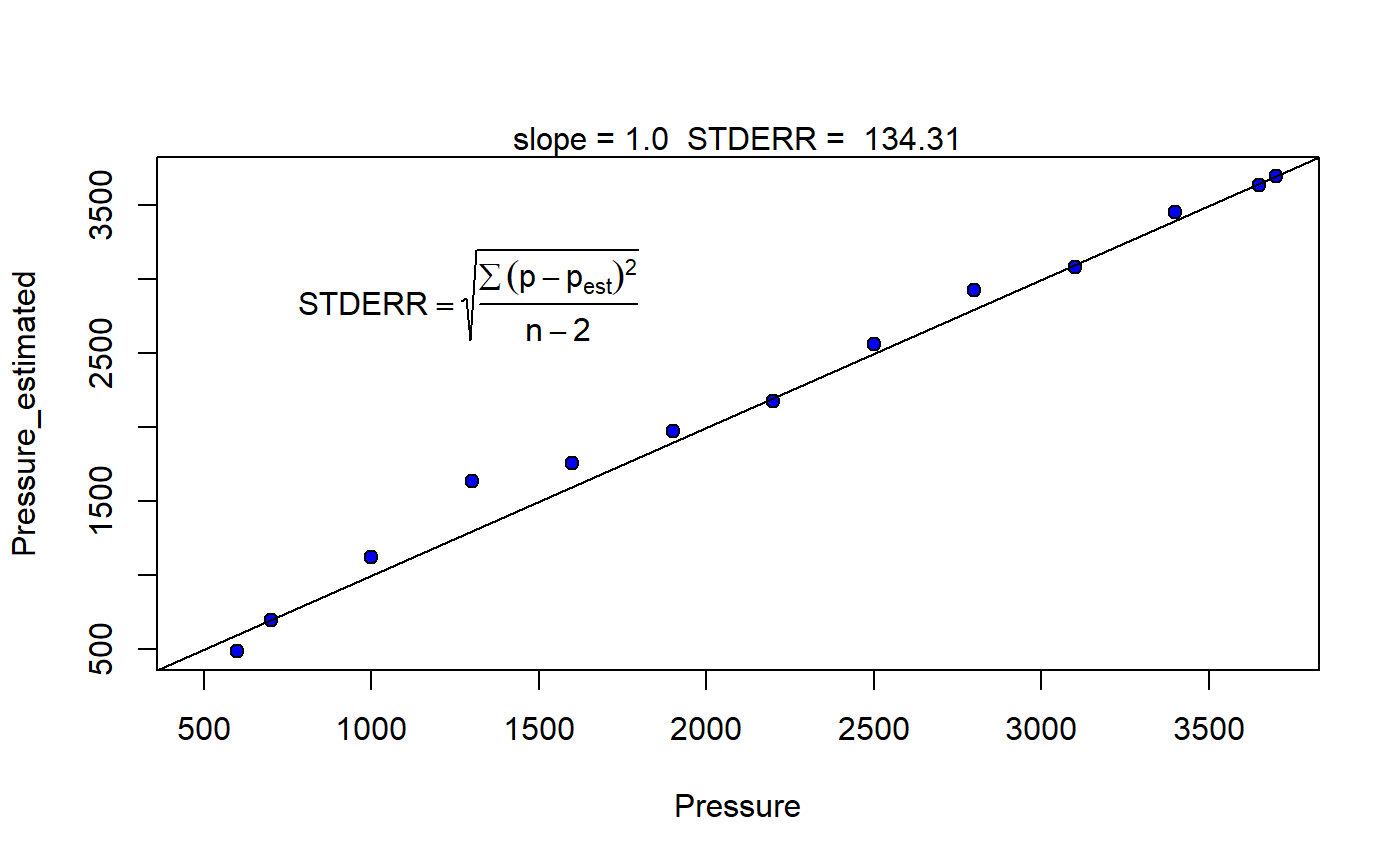 slope = 1.0 STDERR = 134.31
3500
2500
1500
500
Pressure_estimated
STDERR = √(∑(p − pest)2 / (n − 2))
500 1000 1500 2000 2500 3000 3500
Pressure